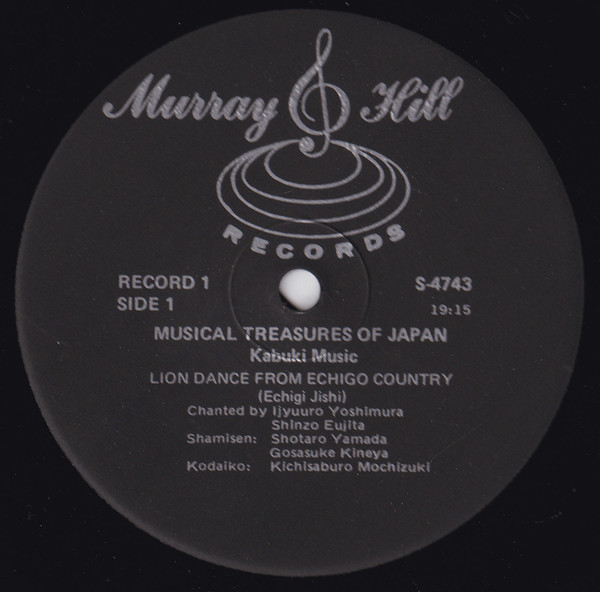 Murray Hill
RECORDS
RECORD 1 S-4743
SIDE 1 19:15
MUSICAL TREASURES OF JAPAN
Kabuki Music
LION DANCE FROM ECHIGO COUNTRY
(Echigi Jishi)
Chanted by Ijyuuro Yoshimura
Shinzo Eujita
Shamisen: Shotaro Yamada
Gosasuke Kineya
Kodaiko: Kichisaburo Mochizuki